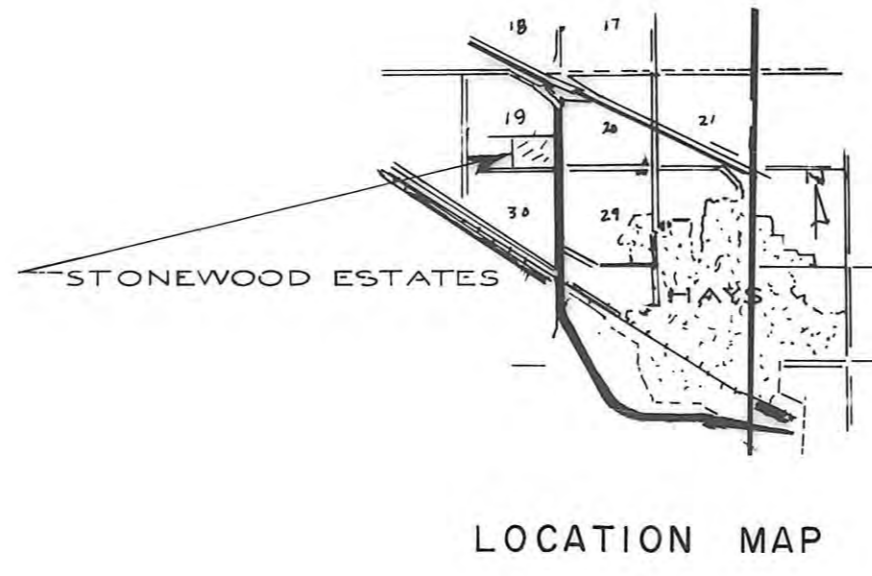 18 17
19 20 21
30 29
N
STONEWOOD ESTATES
HAYS
LOCATION MAP